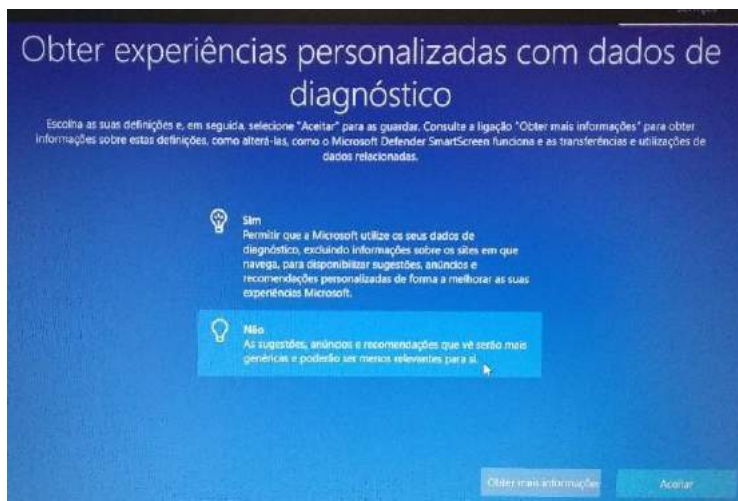 Serviços
Obter experiências personalizadas com dados de
diagnóstico
Escolha as suas definições e, em seguida, selecione "Aceitar" para as guardar. Consulte a ligação "Obter mais informações" para obter
informações sobre estas definições, como alterá-las, como o Microsoft Defender SmartScreen funciona e as transferências e utilizações de
dados relacionadas.
Sim
Permitir que a Microsoft utilize os seus dados de
diagnóstico, excluindo informações sobre os sites em que
navega, para disponibilizar sugestões, anúncios e
recomendações personalizadas de forma a melhorar as suas
experiências Microsoft.
Não
As sugestões, anúncios e recomendações que vê serão mais
genéricas e poderão ser menos relevantes para si.
Obter mais informações
Aceitar